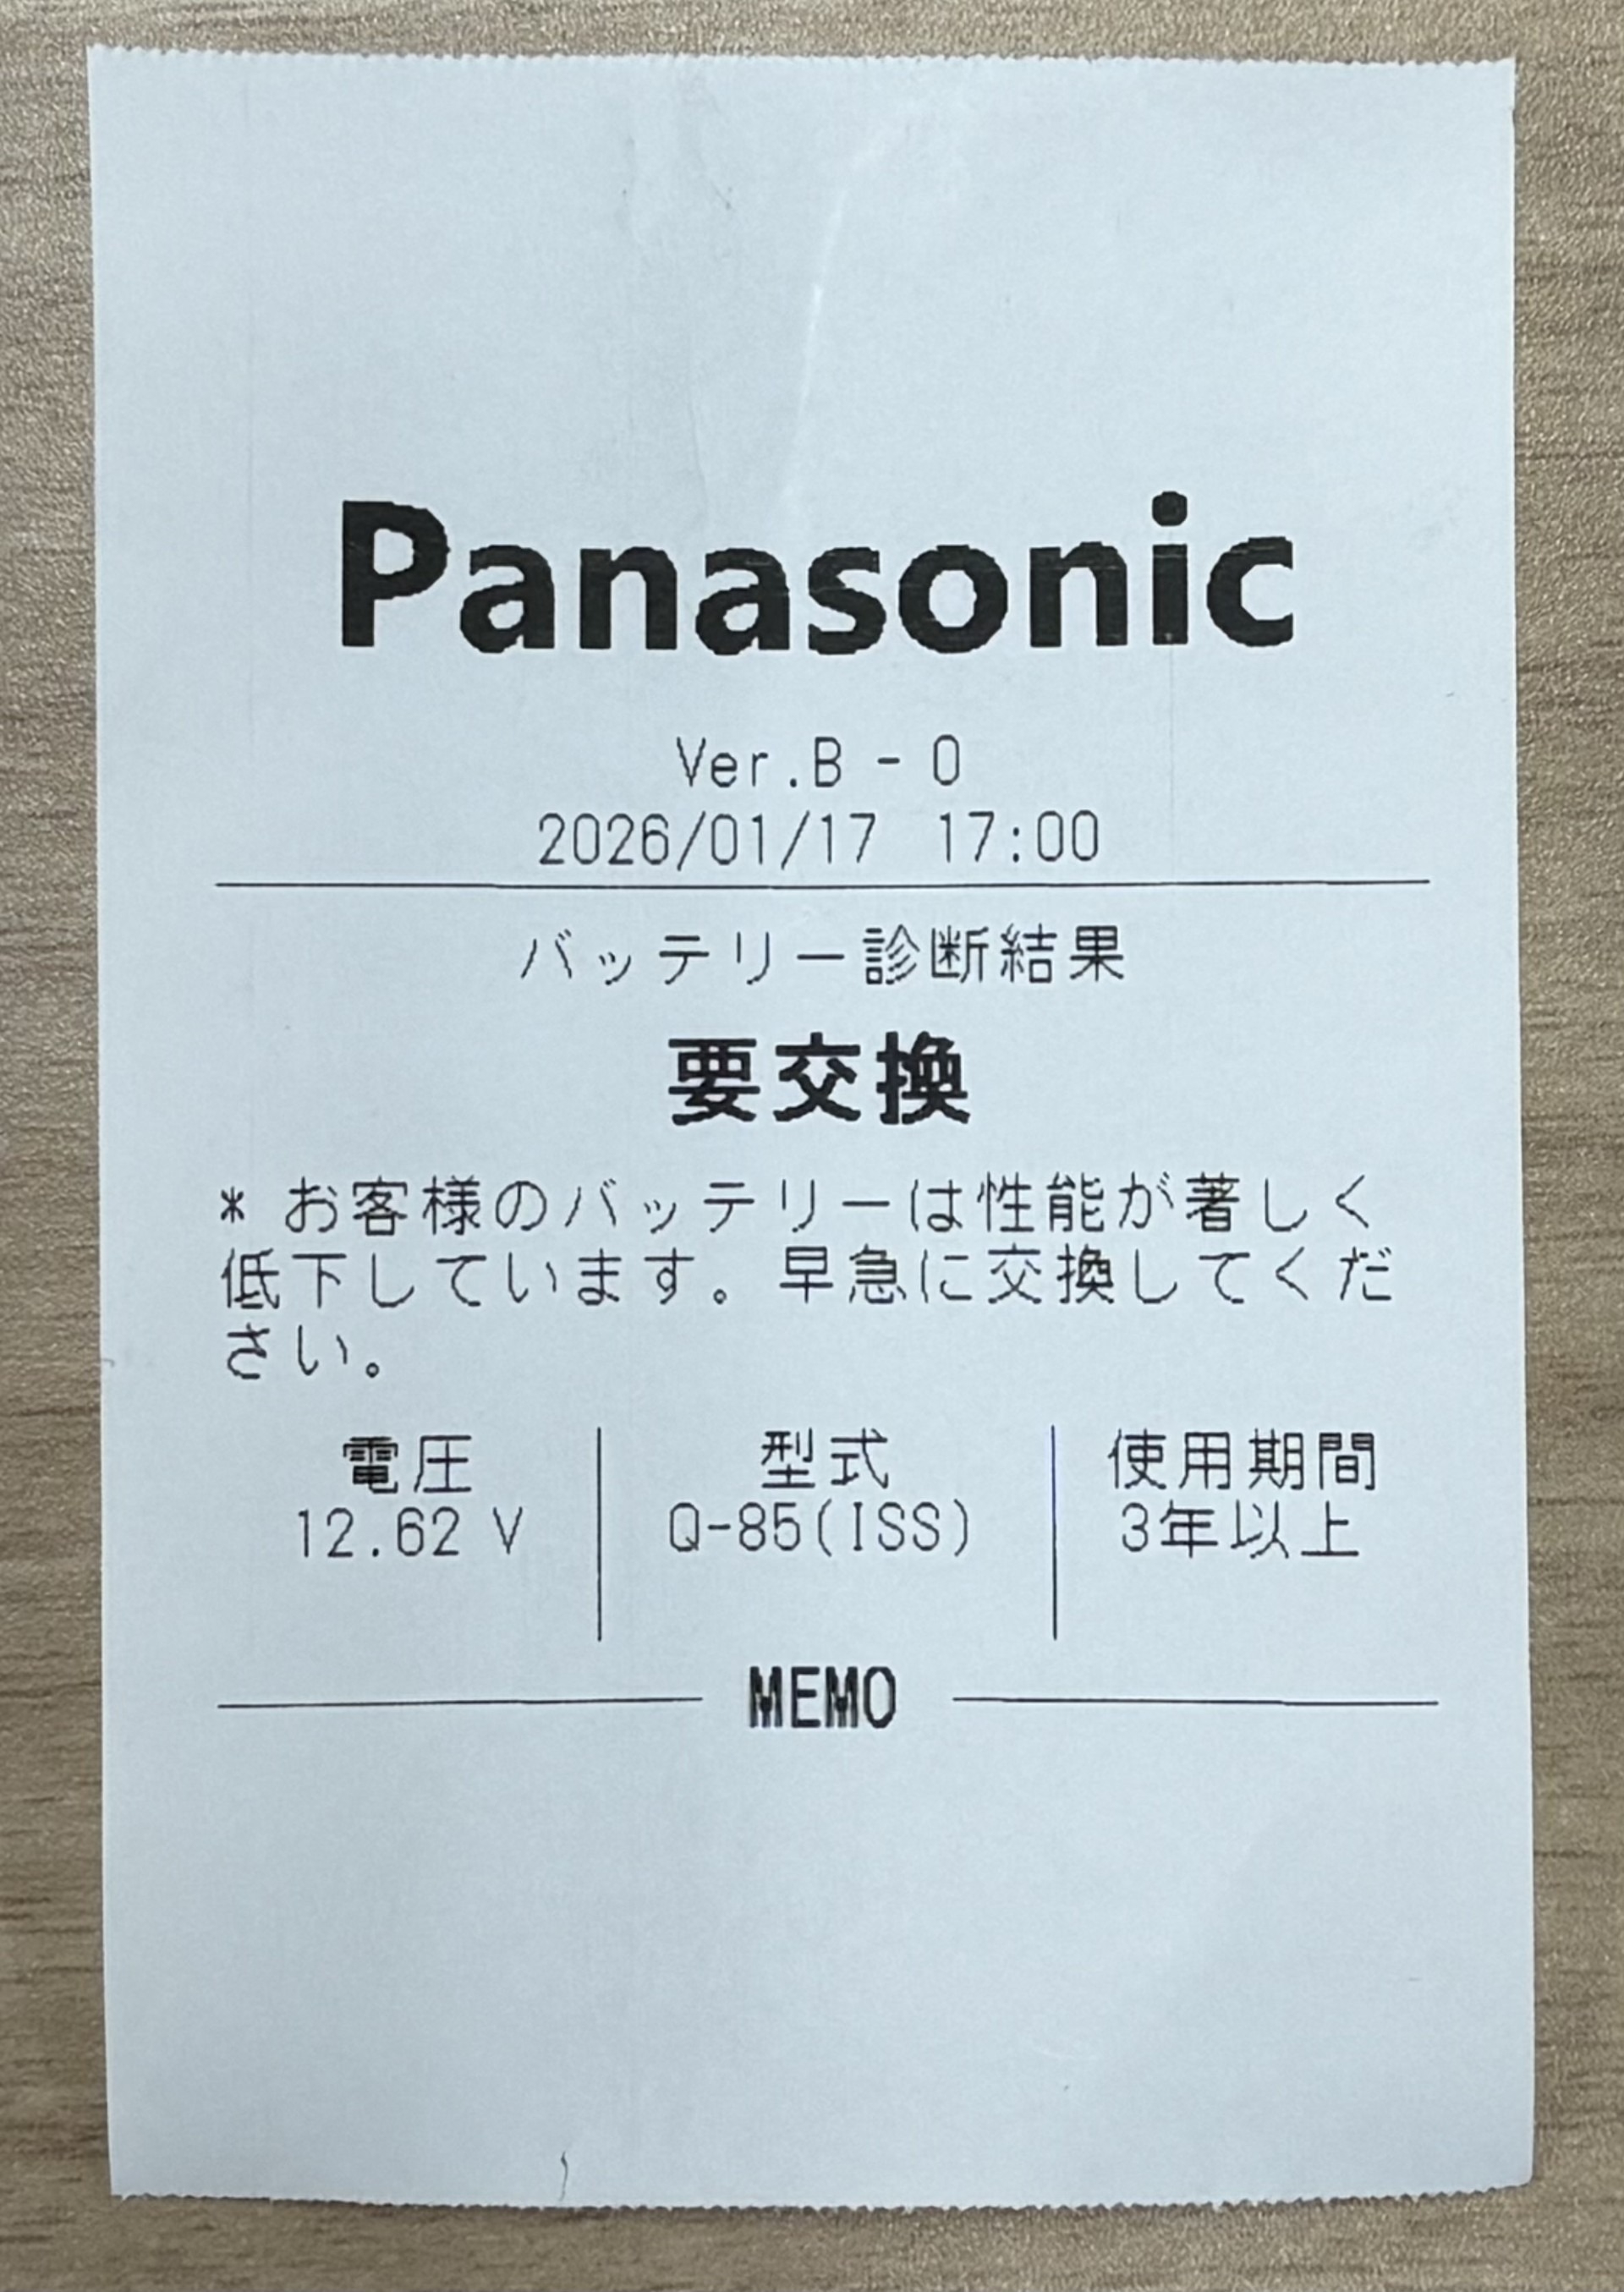 Panasonic
Ver.B - 0
2026/01/17 17:00
バッテリー診断結果
要交換
* お客様のバッテリーは性能が著しく
低下しています。早急に交換してくだ
さい。
電圧 型式 使用期間
12.62 V Q-85(ISS) 3年以上
MEMO